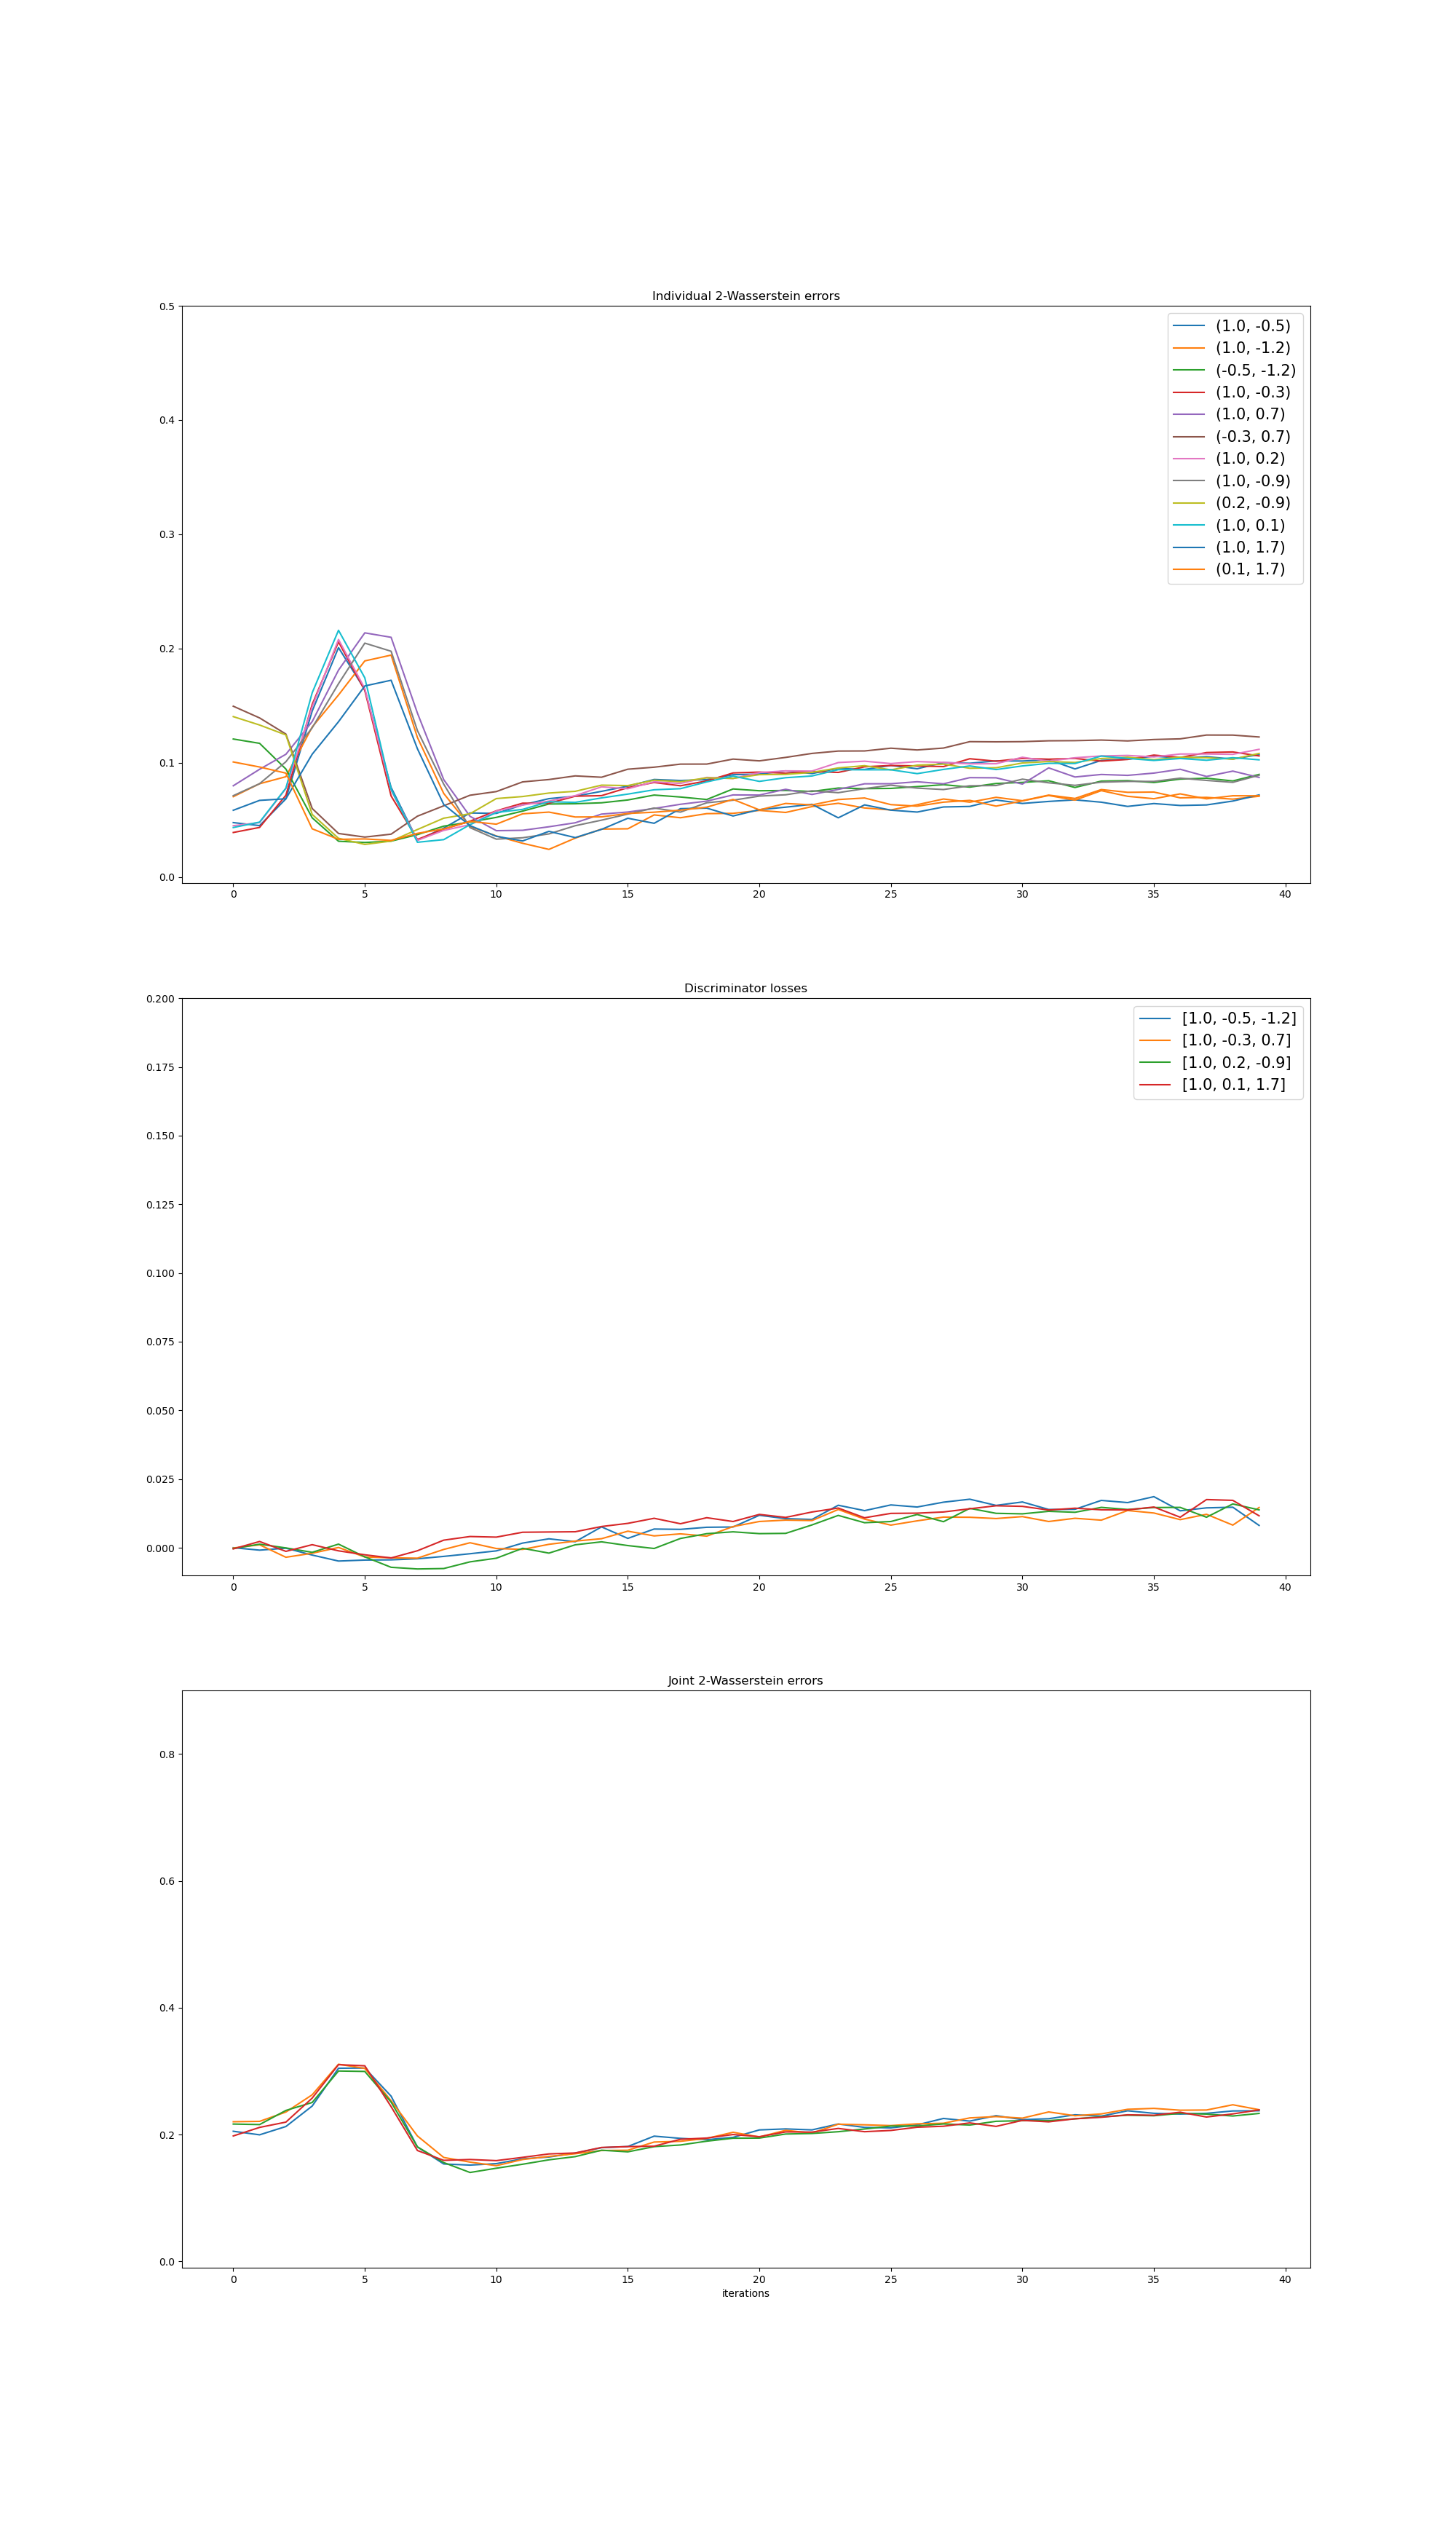 Individual 2-Wasserstein errors
0.5
0.4
0.3
0.2
0.1
0.0
(1.0, -0.5)
(1.0, -1.2)
(-0.5, -1.2)
(1.0, -0.3)
(1.0, 0.7)
(-0.3, 0.7)
(1.0, 0.2)
(1.0, -0.9)
(0.2, -0.9)
(1.0, 0.1)
(1.0, 1.7)
(0.1, 1.7)
0 5 10 15 20 25 30 35 40
Discriminator losses
0.200
0.175
0.150
0.125
0.100
0.075
0.050
0.025
0.000
[1.0, -0.5, -1.2]
[1.0, -0.3, 0.7]
[1.0, 0.2, -0.9]
[1.0, 0.1, 1.7]
0 5 10 15 20 25 30 35 40
Joint 2-Wasserstein errors
0.8
0.6
0.4
0.2
0.0
0 5 10 15 20 25 30 35 40
iterations